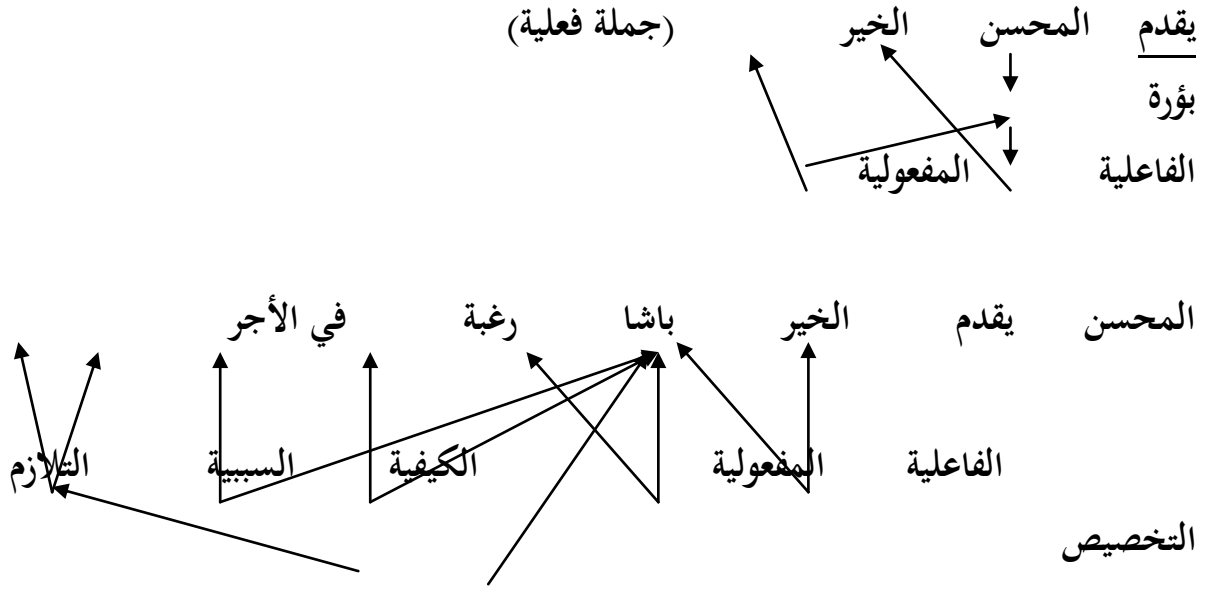 يقدم المحسن الخير (جملة فعلية)
بؤرة
الفاعلية المفعولية
المحسن يقدم الخير باشا رغبة في الأجر
الفاعلية المفعولية الكيفية السببية التلازم
التخصيص